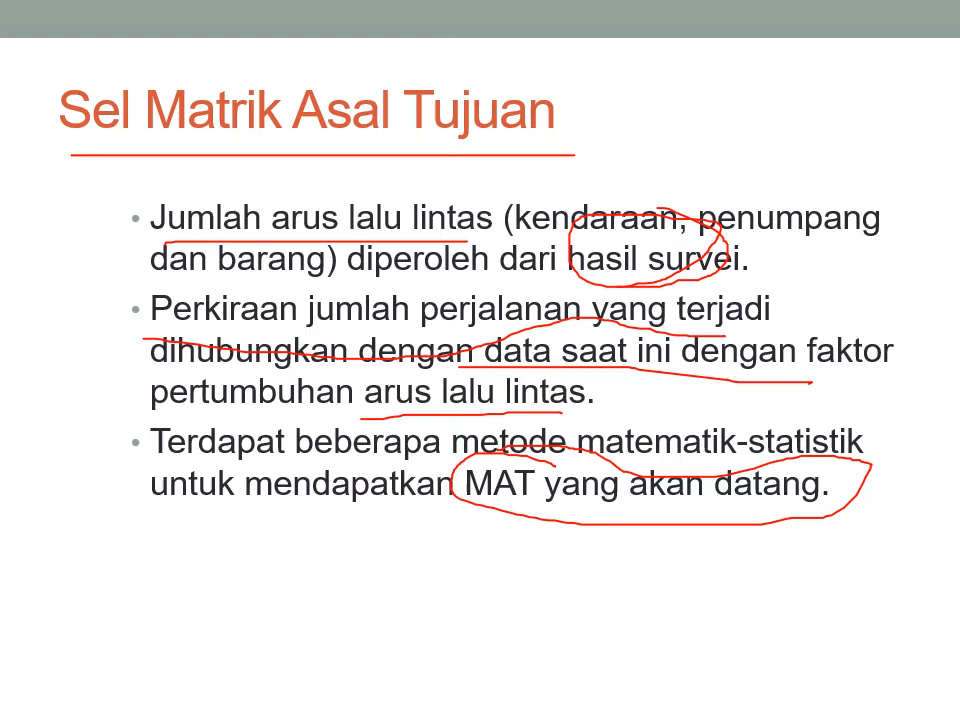 Sel Matrik Asal Tujuan
• Jumlah arus lalu lintas (kendaraan, penumpang
dan barang) diperoleh dari hasil survei.
• Perkiraan jumlah perjalanan yang terjadi
dihubungkan dengan data saat ini dengan faktor
pertumbuhan arus lalu lintas.
• Terdapat beberapa metode matematik-statistik
untuk mendapatkan MAT yang akan datang.